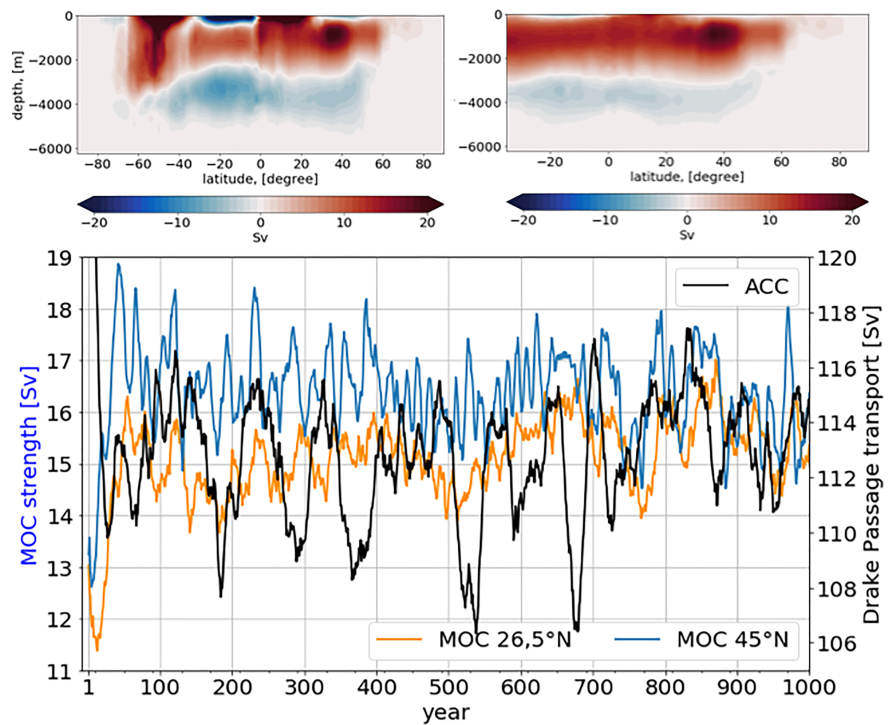 0
−2000
−4000
−6000
depth, [m]
−80 −60 −40 −20 0 20 40 60 80
latitude, [degree]
−20 −10 0 10 20
Sv
0
−2000
−4000
−6000
−20 0 20 40 60 80
latitude, [degree]
−20 −10 0 10 20
Sv
MOC strength [Sv]
19
18
17
16
15
14
13
12
11
ACC
MOC 26,5°N MOC 45°N
1 100 200 300 400 500 600 700 800 900 1000
year
120
118
116
114
112
110
108
106
Drake Passage transport [Sv]